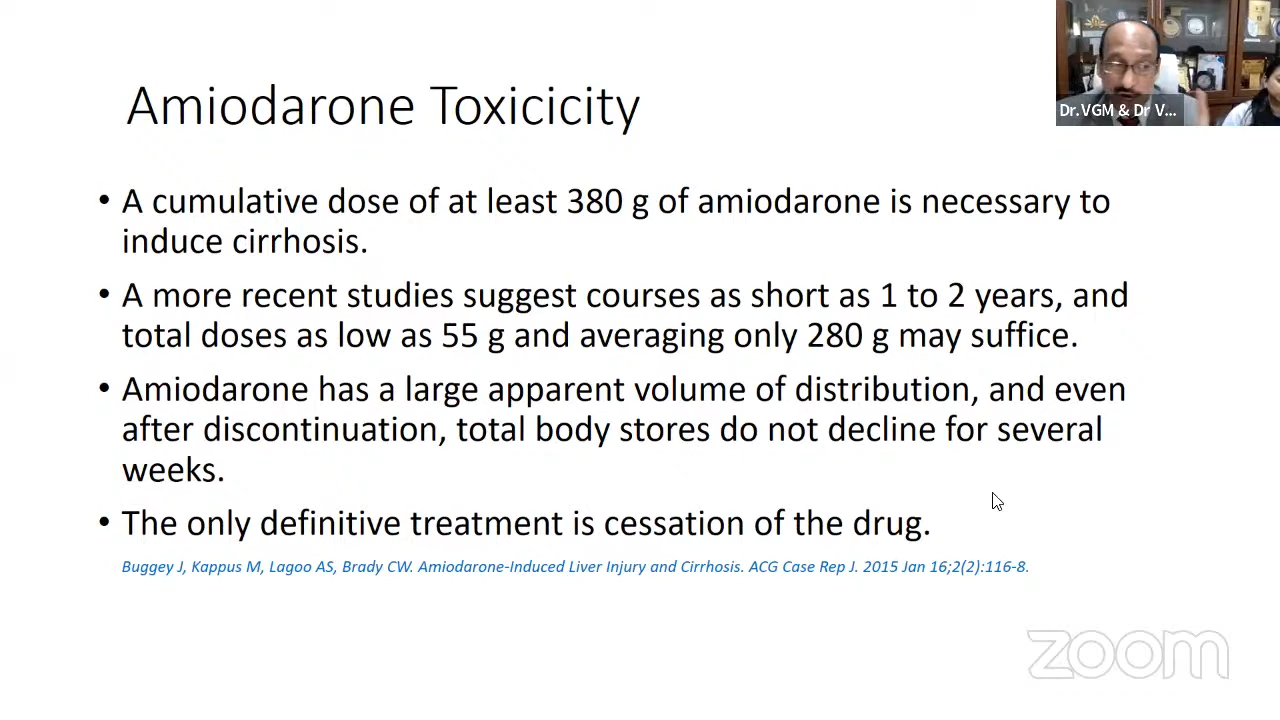 Dr.VGM & Dr V...
Amiodarone Toxicicity
• A cumulative dose of at least 380 g of amiodarone is necessary to
induce cirrhosis.
• A more recent studies suggest courses as short as 1 to 2 years, and
total doses as low as 55 g and averaging only 280 g may suffice.
• Amiodarone has a large apparent volume of distribution, and even
after discontinuation, total body stores do not decline for several
weeks.
• The only definitive treatment is cessation of the drug.
Buggey J, Kappus M, Lagoo AS, Brady CW. Amiodarone-Induced Liver Injury and Cirrhosis. ACG Case Rep J. 2015 Jan 16;2(2):116-8.
zoom